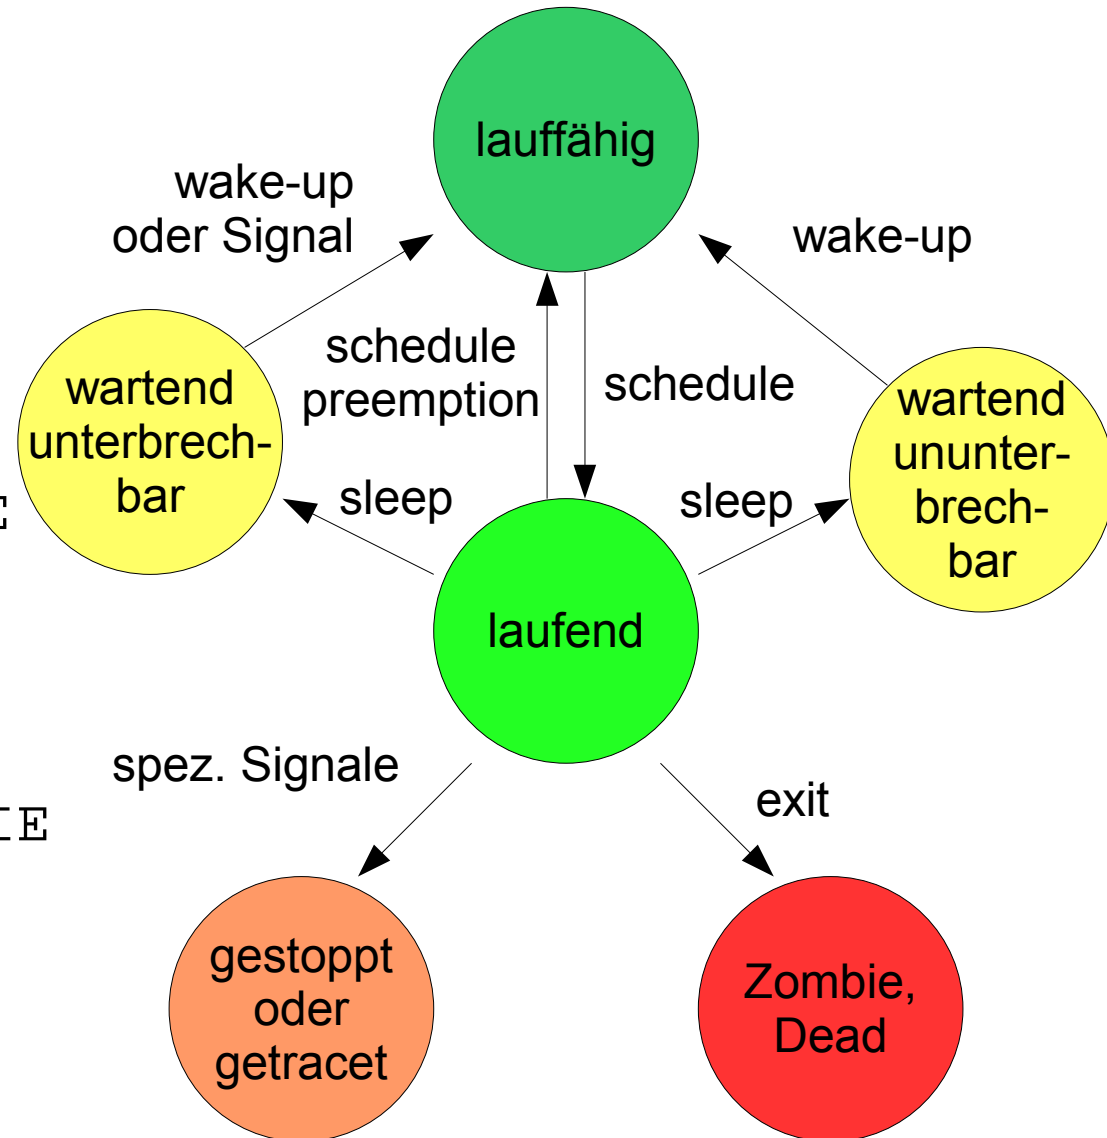 lauffähig
wake-up
oder Signal
wake-up
schedule
preemption
schedule
wartend
unterbrech-
bar
wartend
ununter-
brech-
bar
sleep
sleep
E
laufend
spez. Signale
exit
IE
gestoppt
oder
getracet
Zombie,
Dead